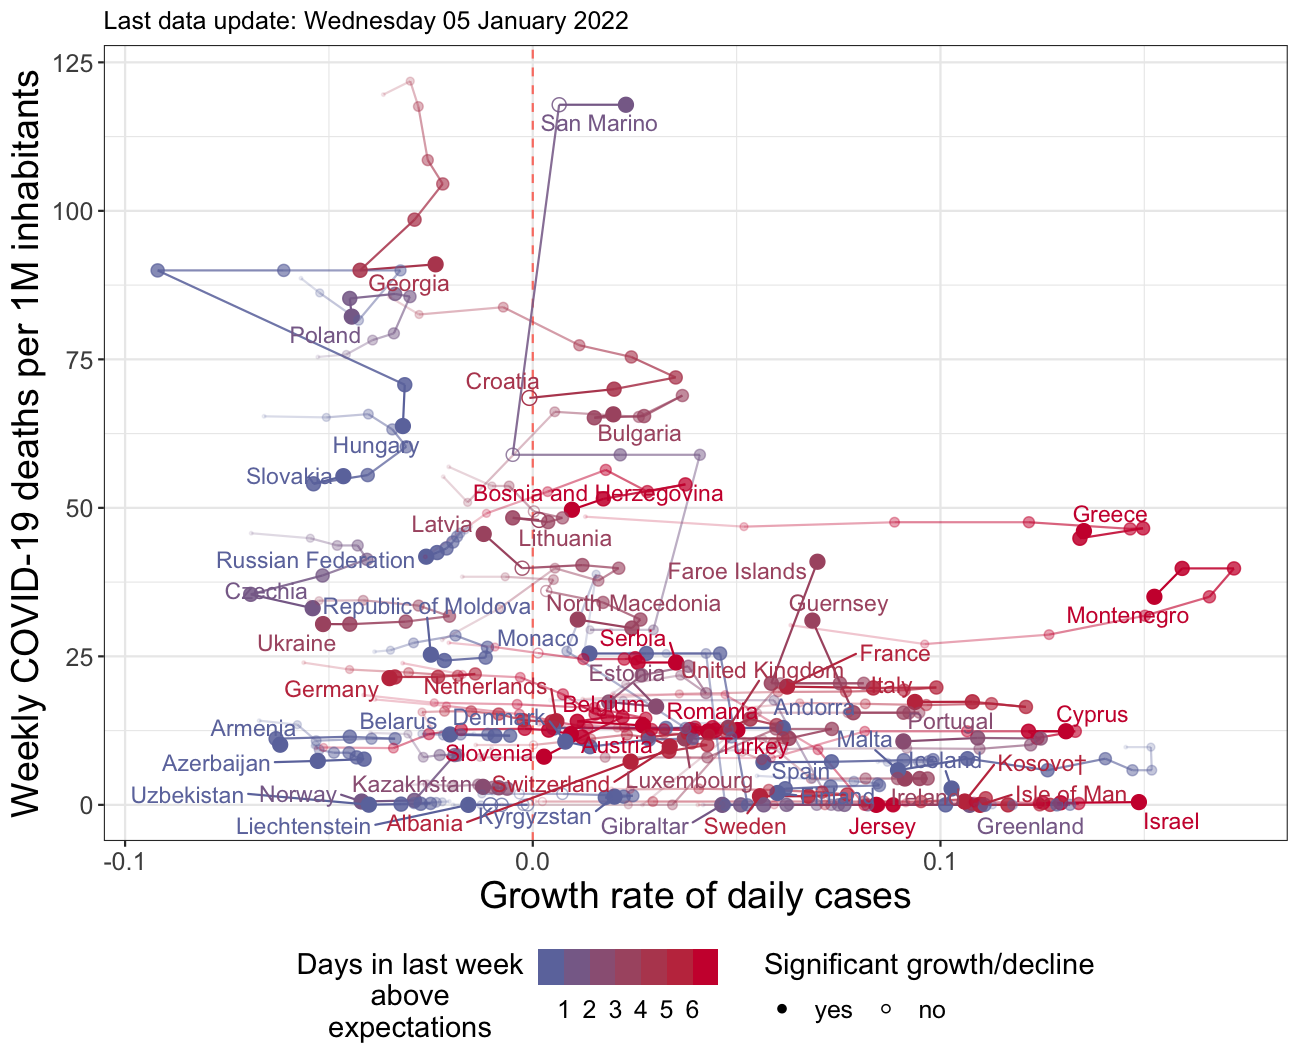 Last data update: Wednesday 05 January 2022
Weekly COVID-19 deaths per 1M inhabitants
125
100
75
50
25
0
San Marino
Georgia
Poland
Croatia
Bulgaria
Hungary
Slovakia
Bosnia and Herzegovina
Greece
Latvia
Lithuania
Russian Federation
Faroe Islands
Czechia
Republic of Moldova
North Macedonia
Guernsey
Montenegro
Ukraine
Monaco
Serbia
France
Estonia
United Kingdom
Germany
Netherlands
Italy
Belgium
Romania
Andorra
Cyprus
Armenia
Belarus
Denmark
Portugal
Slovenia
Austria
Turkey
Malta
Azerbaijan
Kosovo†
Kazakhstan
Switzerland
Luxembourg
Spain
Uzbekistan
Norway
Ireland
Isle of Man
Liechtenstein
Albania
Kyrgyzstan
Gibraltar
Sweden
Jersey
Greenland
Israel
-0.1
0.0
0.1
Growth rate of daily cases
Days in last week
above
expectations
1 2 3 4 5 6
Significant growth/decline
yes
no